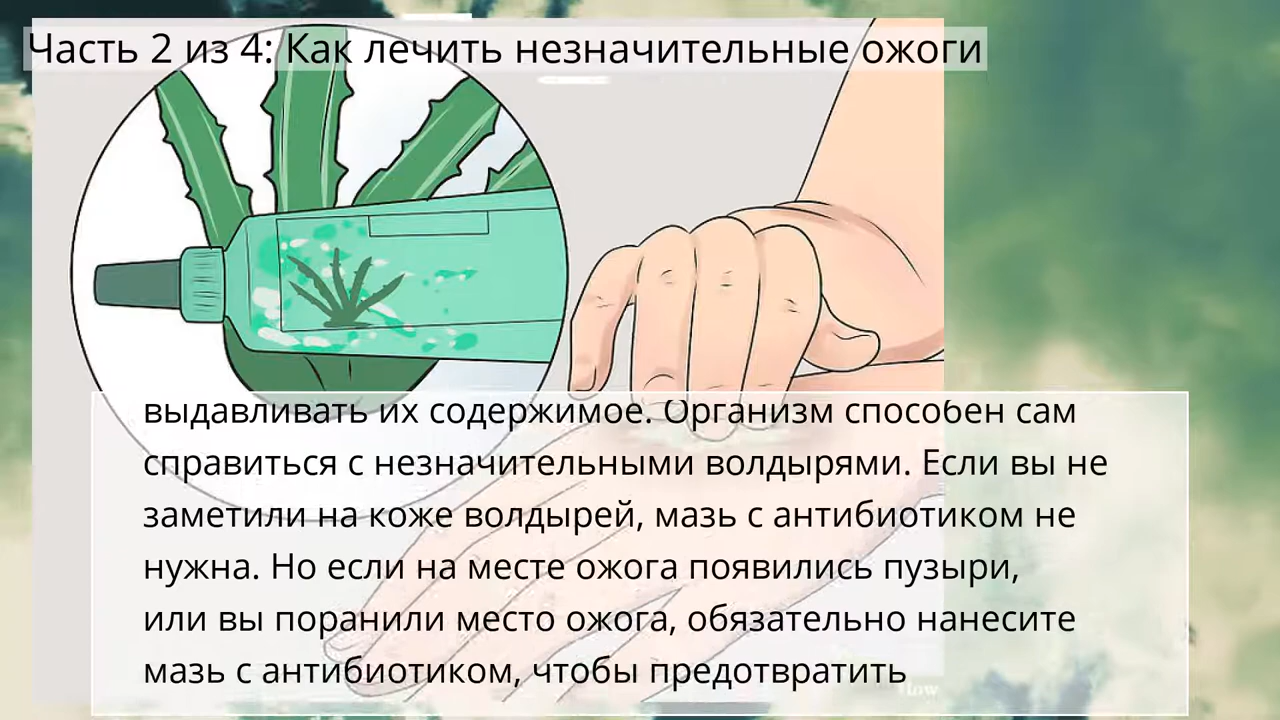 Часть 2 из 4: Как лечить незначительные ожоги
выдавливать их содержимое. Организм способен сам
справиться с незначительными волдырями. Если вы не
заметили на коже волдырей, мазь с антибиотиком не
нужна. Но если на месте ожога появились пузыри,
или вы поранили место ожога, обязательно нанесите
мазь с антибиотиком, чтобы предотвратить